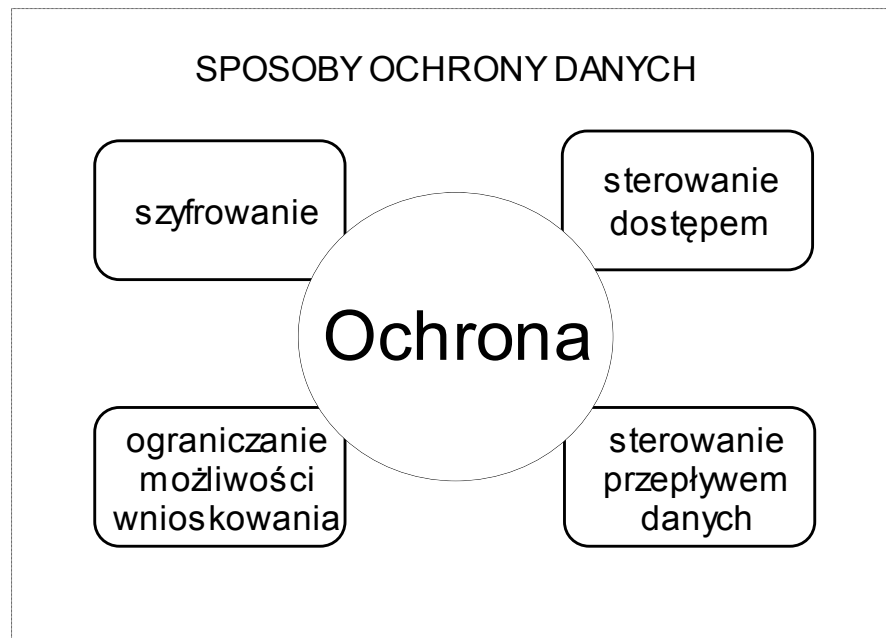 SPOSOBY OCHRONY DANYCH
szyfrowanie
sterowanie
dostępem
Ochrona
ograniczanie
możliwości
wnioskowania
sterowanie
przepływem
danych